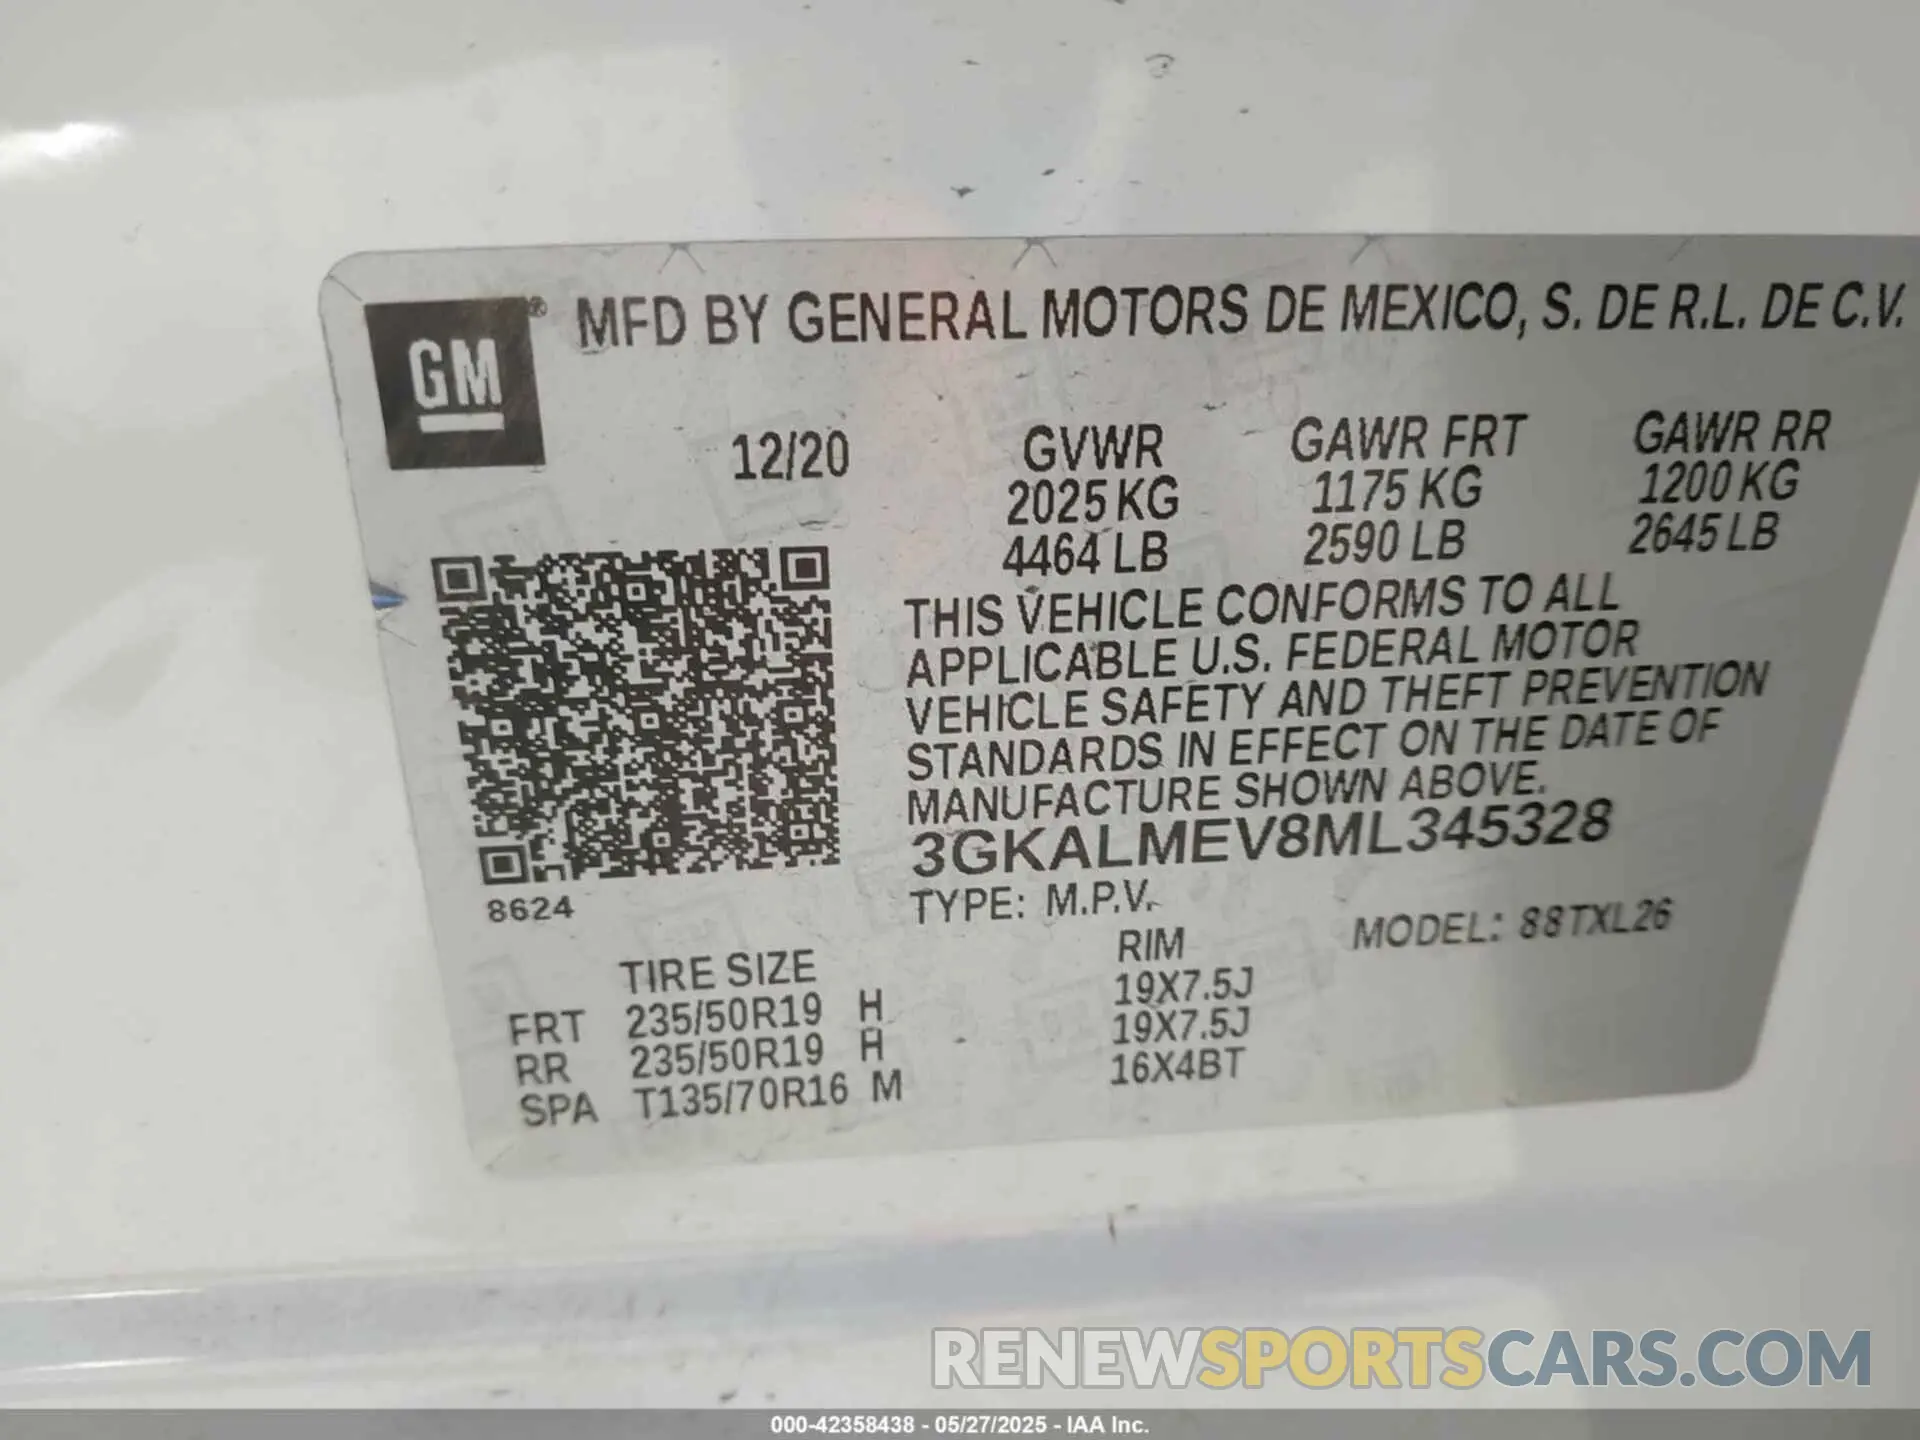 GM® MFD BY GENERAL MOTORS DE MEXICO, S. DE R.L. DE C.V.
12/20 GVWR GAWR FRT GAWR RR
2025 KG 1175 KG 1200 KG
4464 LB 2590 LB 2645 LB
THIS VEHICLE CONFORMS TO ALL
APPLICABLE U.S. FEDERAL MOTOR
VEHICLE SAFETY AND THEFT PREVENTION
STANDARDS IN EFFECT ON THE DATE OF
MANUFACTURE SHOWN ABOVE.
3GKALMEV8ML345328
8624 TYPE: M.P.V. MODEL: 88TXL26
TIRE SIZE RIM
FRT 235/50R19 H 19X7.5J
RR 235/50R19 H 19X7.5J
SPA T135/70R16 M 16X4BT
RENEWSPORTSCARS.COM
000-42358438 - 05/27/2025 - IAA Inc.